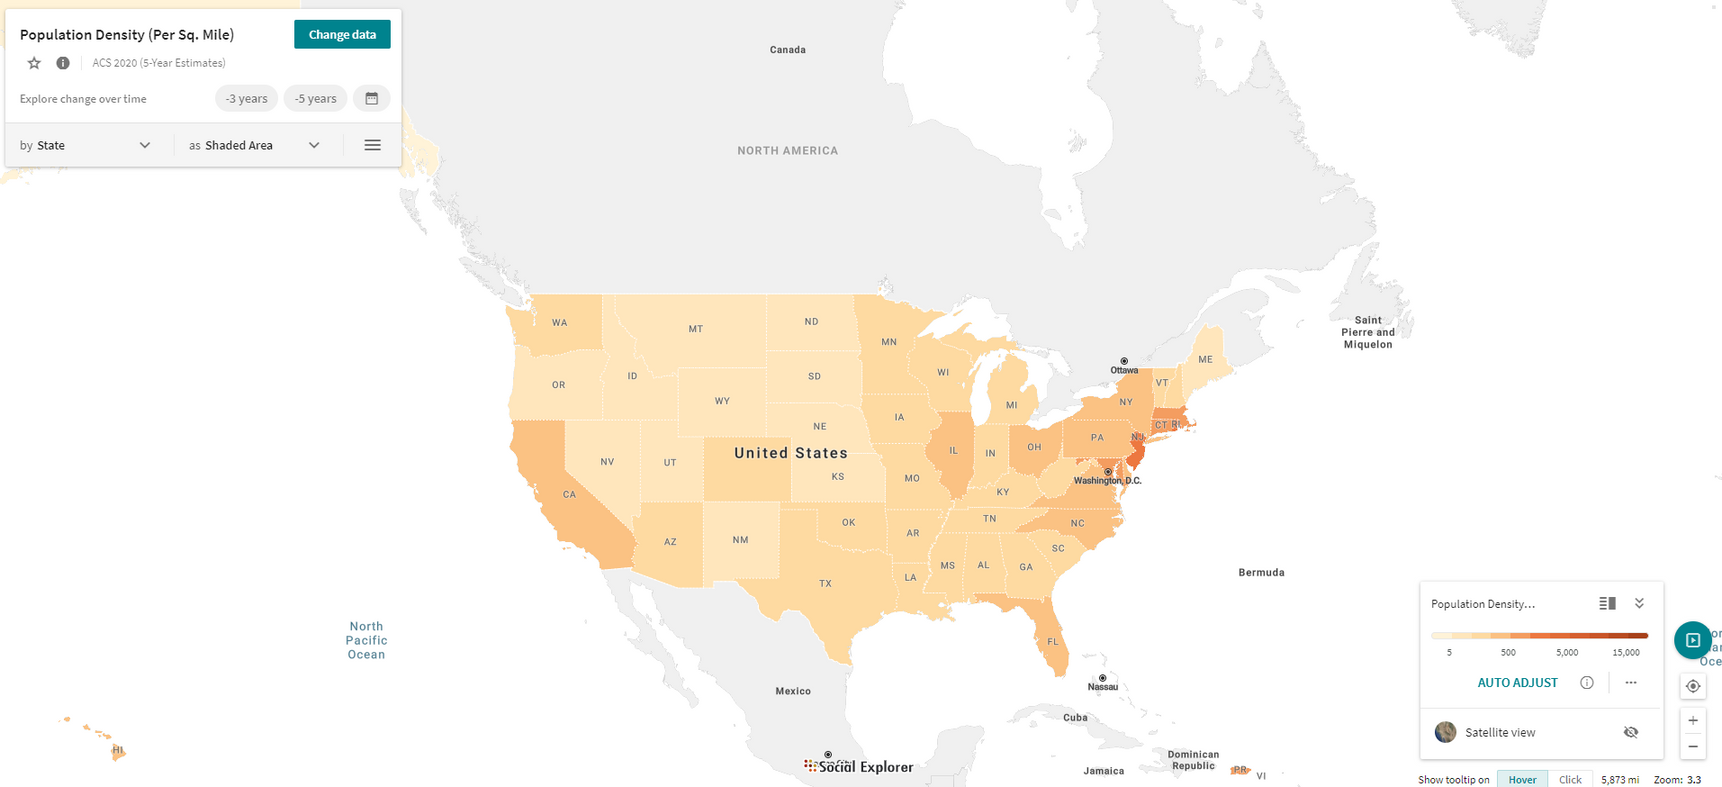 Population Density (Per Sq. Mile)
Change data
ACS 2020 (5-Year Estimates)
Explore change over time
-3 years
-5 years
by State
as Shaded Area
Canada
NORTH AMERICA
Saint
Pierre and
Miquelon
Ottawa
WA
MT
ND
MN
ME
OR
ID
SD
WI
VT
WY
MI
NY
IA
NE
CT
RI
PA
NJ
United States
NV
UT
IL
IN
OH
KS
MO
Washington, D.C.
CA
KY
OK
TN
NC
AZ
NM
AR
SC
TX
LA
MS
AL
GA
Bermuda
FL
North
Pacific
Ocean
Mexico
Nassau
Cuba
HI
Dominican
Republic
Jamaica
PR
VI
Social Explorer
Population Density...
5
500
5,000
15,000
AUTO ADJUST
Satellite view
Show tooltip on
Hover
Click
5,873 mi
Zoom: 3.3